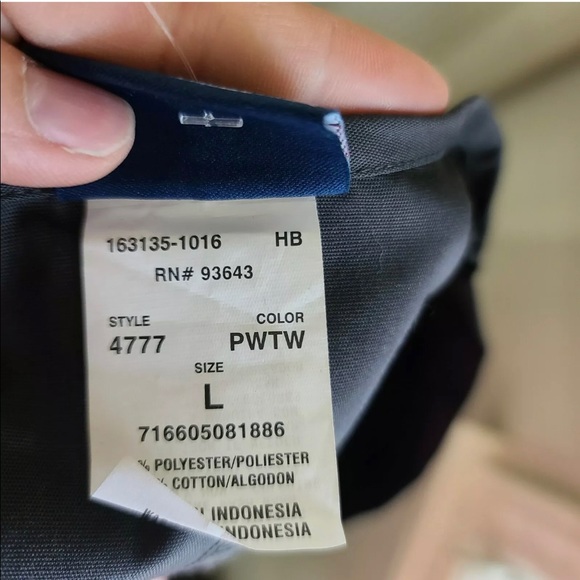 163135-1016 HB
RN# 93643
STYLE COLOR
4777 PWTW
SIZE
L
716605081886
% POLYESTER/POLIESTER
% COTTON/ALGODON
INDONESIA
INDONESIA